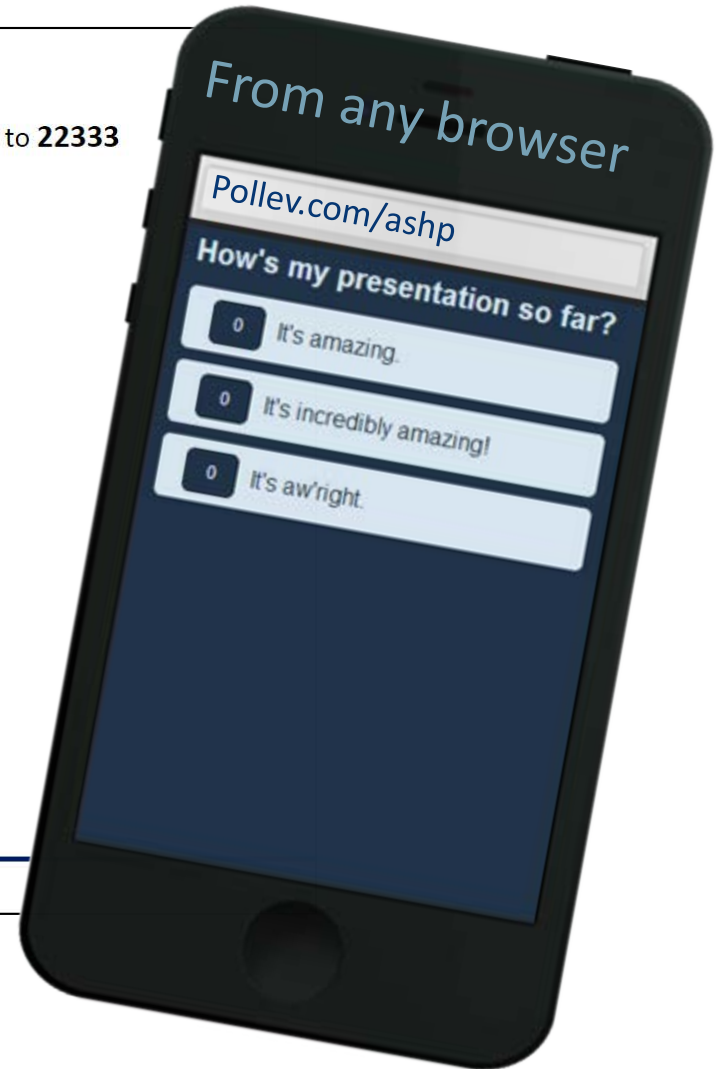 From any browser
to 22333
Pollev.com/ashp
How's my presentation so far?
0 It's amazing.
0 It's incredibly amazing!
0 It's aw'right.